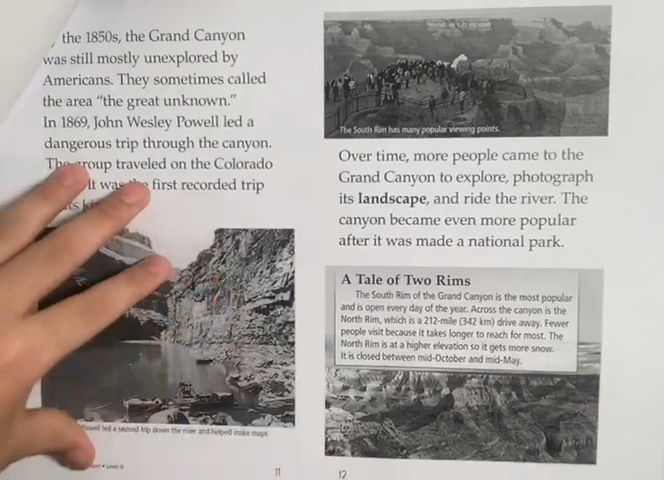 the 1850s, the Grand Canyon
was still mostly unexplored by
Americans. They sometimes called
the area “the great unknown.”
In 1869, John Wesley Powell led a
dangerous trip through the canyon.
The group traveled on the Colorado
It was the first recorded trip
its
Powell led a second trip down the river and helped make maps
11
The South Rim has many popular viewing points.
Over time, more people came to the
Grand Canyon to explore, photograph
its landscape, and ride the river. The
canyon became even more popular
after it was made a national park.
A Tale of Two Rims
The South Rim of the Grand Canyon is the most popular
and is open every day of the year. Across the canyon is the
North Rim, which is a 212-mile (342 km) drive away. Fewer
people visit because it takes longer to reach for most. The
North Rim is at a higher elevation so it gets more snow.
It is closed between mid-October and mid-May.
12